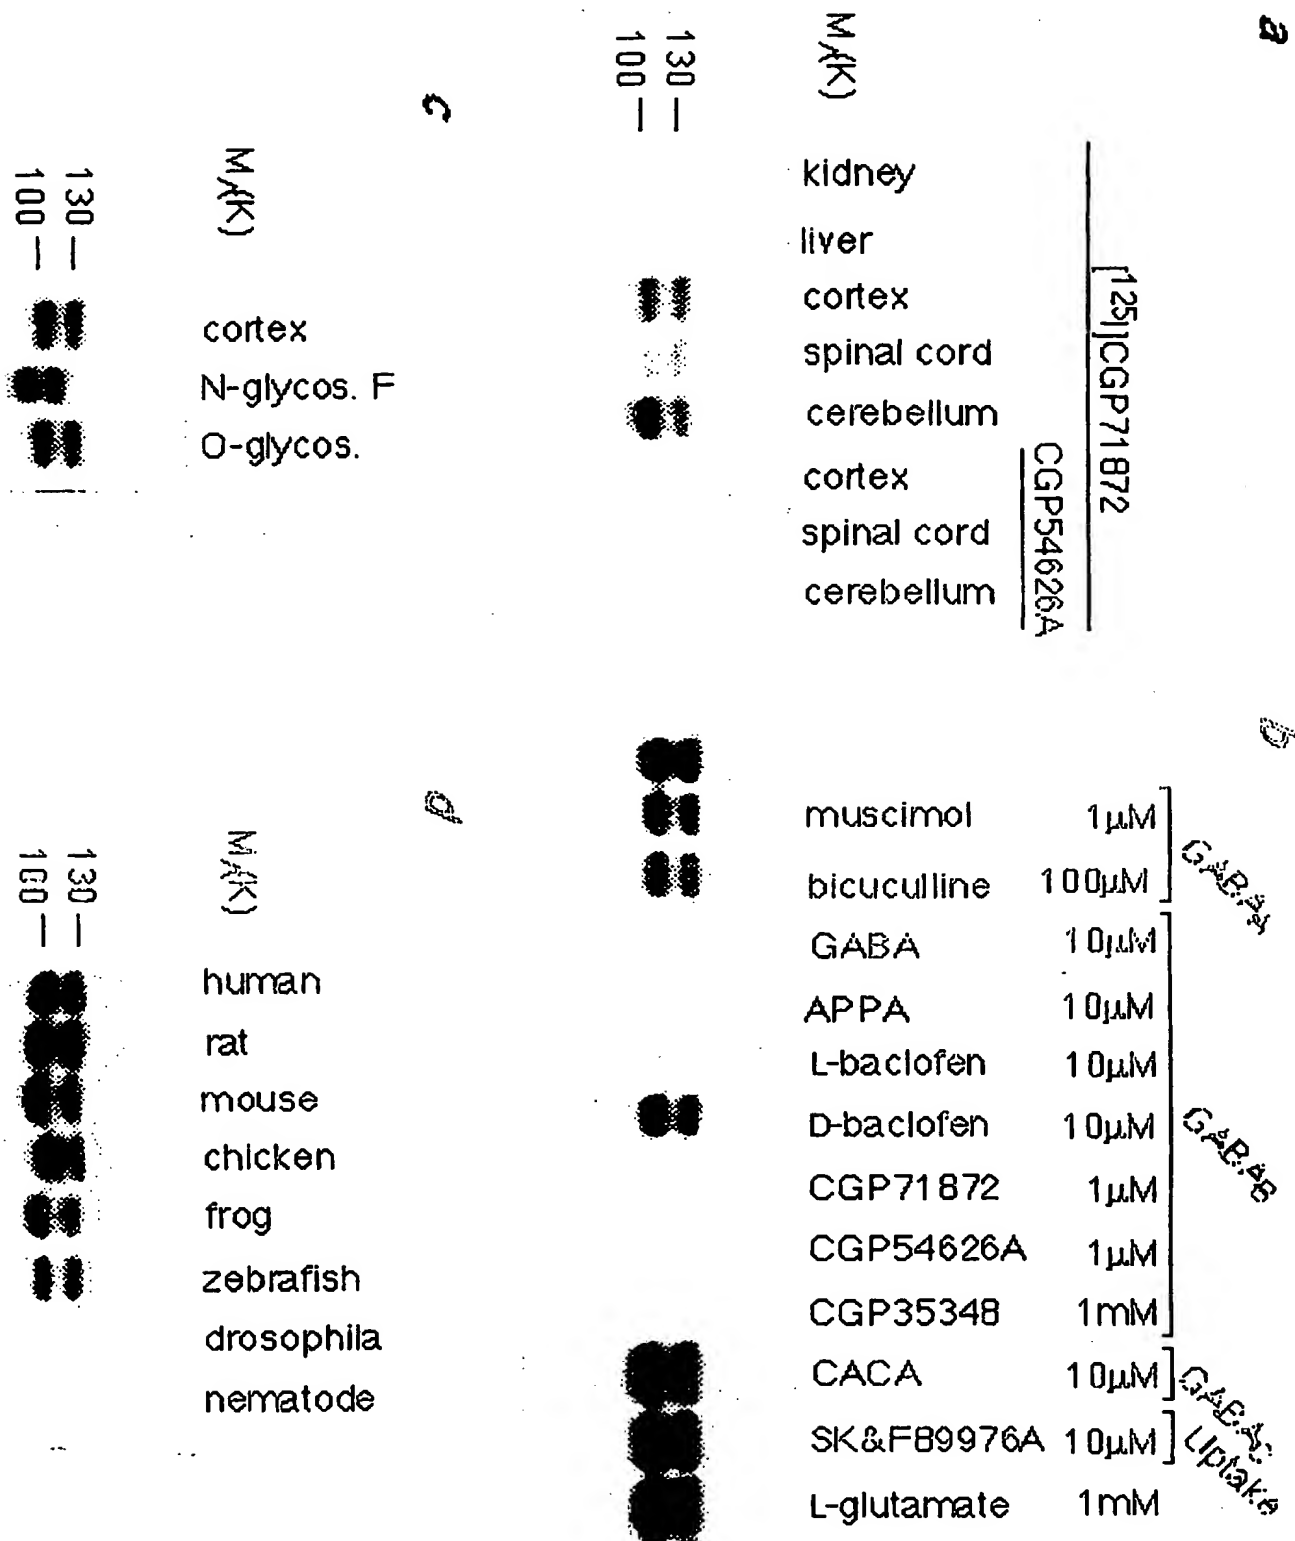 a
[125I]CGP71872
CGP54626A
Mr(K)
kidney
liver
cortex
spinal cord
cerebellum
cortex
spinal cord
cerebellum
130
100
b
muscimol 1µM
bicuculline 100µM
GABAA
GABA 10µM
APPA 10µM
L-baclofen 10µM
D-baclofen 10µM
CGP71872 1µM
CGP54626A 1µM
CGP35348 1mM
GABAB
CACA 10µM
GABAC
SK&F89976A 10µM
Uptake
L-glutamate 1mM
c
Mr(K)
cortex
N-glycos. F
O-glycos.
130
100
d
Mr(K)
human
rat
mouse
chicken
frog
zebrafish
drosophila
nematode
130
100